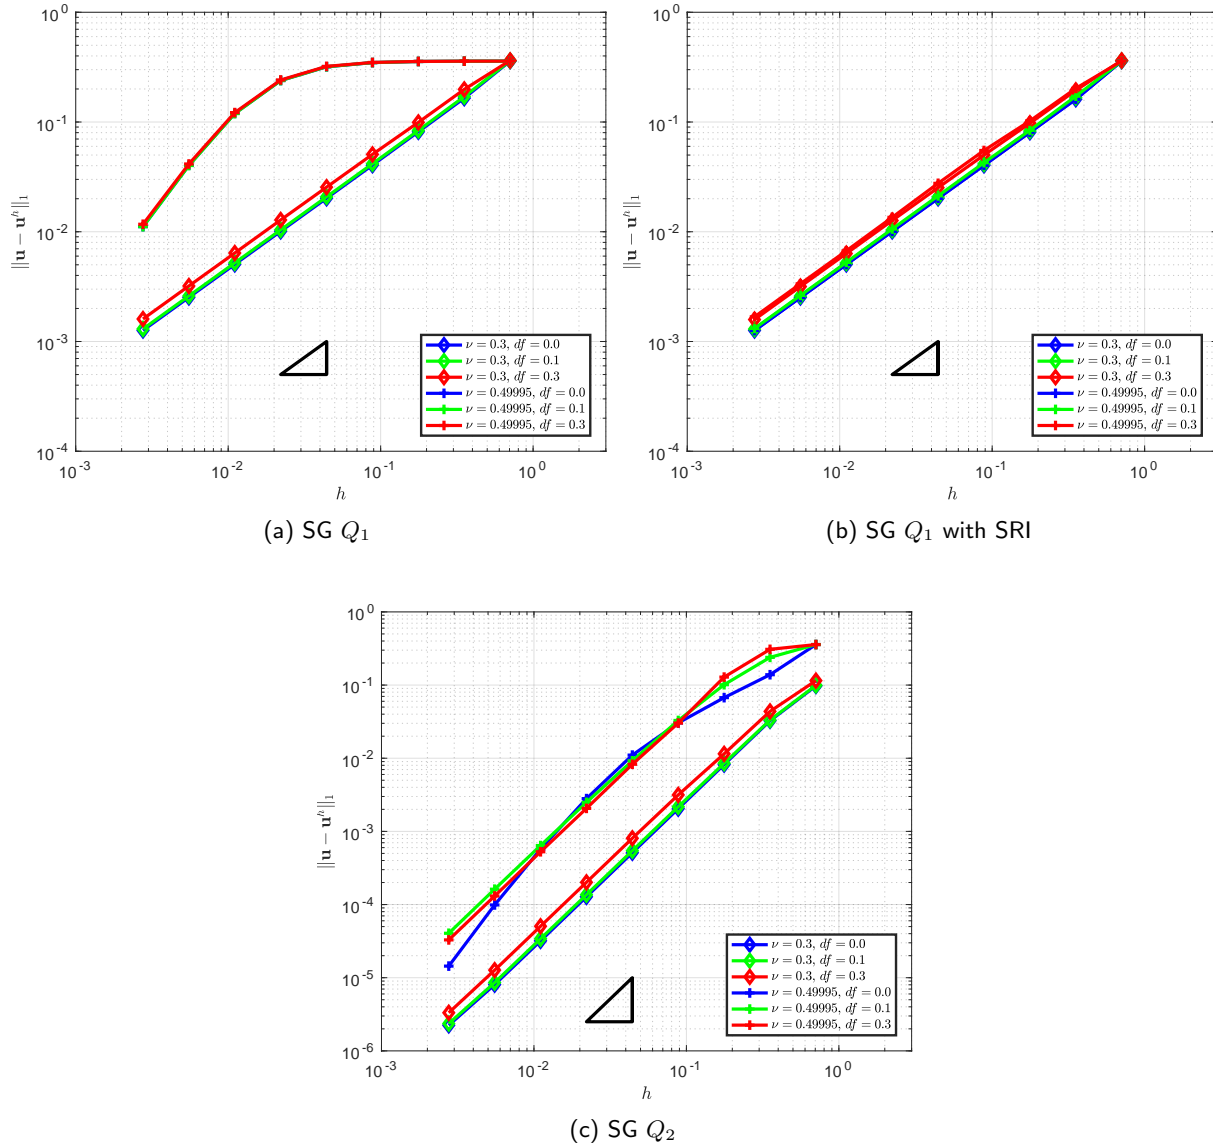 10^0
10^-1
10^-2
10^-3
10^-4
‖u − u^h‖_1
10^-3
10^-2
10^-1
10^0
h
ν = 0.3, df = 0.0
ν = 0.3, df = 0.1
ν = 0.3, df = 0.3
ν = 0.49995, df = 0.0
ν = 0.49995, df = 0.1
ν = 0.49995, df = 0.3
(a) SG Q_1
10^0
10^-1
10^-2
10^-3
10^-4
‖u − u^h‖_1
10^-3
10^-2
10^-1
10^0
h
ν = 0.3, df = 0.0
ν = 0.3, df = 0.1
ν = 0.3, df = 0.3
ν = 0.49995, df = 0.0
ν = 0.49995, df = 0.1
ν = 0.49995, df = 0.3
(b) SG Q_1 with SRI
10^0
10^-1
10^-2
10^-3
10^-4
10^-5
10^-6
‖u − u^h‖_1
10^-3
10^-2
10^-1
10^0
h
ν = 0.3, df = 0.0
ν = 0.3, df = 0.1
ν = 0.3, df = 0.3
ν = 0.49995, df = 0.0
ν = 0.49995, df = 0.1
ν = 0.49995, df = 0.3
(c) SG Q_2